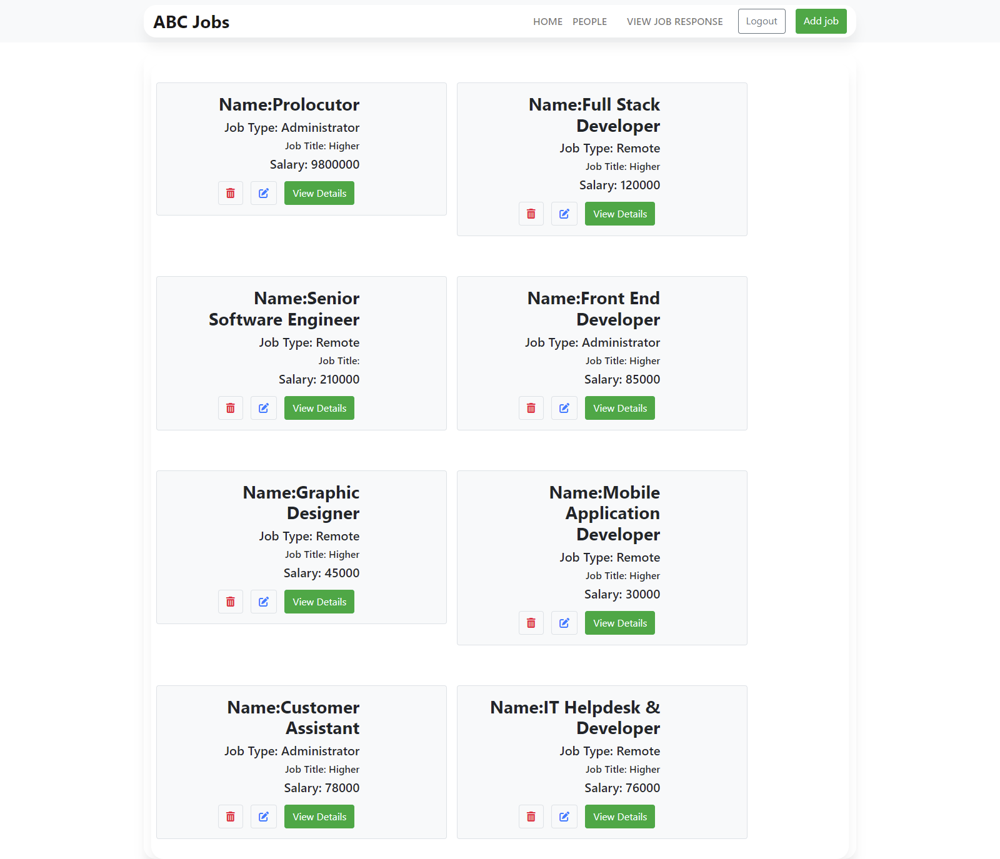 ABC Jobs
HOME PEOPLE VIEW JOB RESPONSE Logout Add job
Name:Prolocutor
Job Type: Administrator
Job Title: Higher
Salary: 9800000
View Details
Name:Full Stack
Developer
Job Type: Remote
Job Title: Higher
Salary: 120000
View Details
Name:Senior
Software Engineer
Job Type: Remote
Job Title:
Salary: 210000
View Details
Name:Front End
Developer
Job Type: Administrator
Job Title: Higher
Salary: 85000
View Details
Name:Graphic
Designer
Job Type: Remote
Job Title: Higher
Salary: 45000
View Details
Name:Mobile
Application
Developer
Job Type: Remote
Job Title: Higher
Salary: 30000
View Details
Name:Customer
Assistant
Job Type: Administrator
Job Title: Higher
Salary: 78000
View Details
Name:IT Helpdesk &
Developer
Job Type: Remote
Job Title: Higher
Salary: 76000
View Details